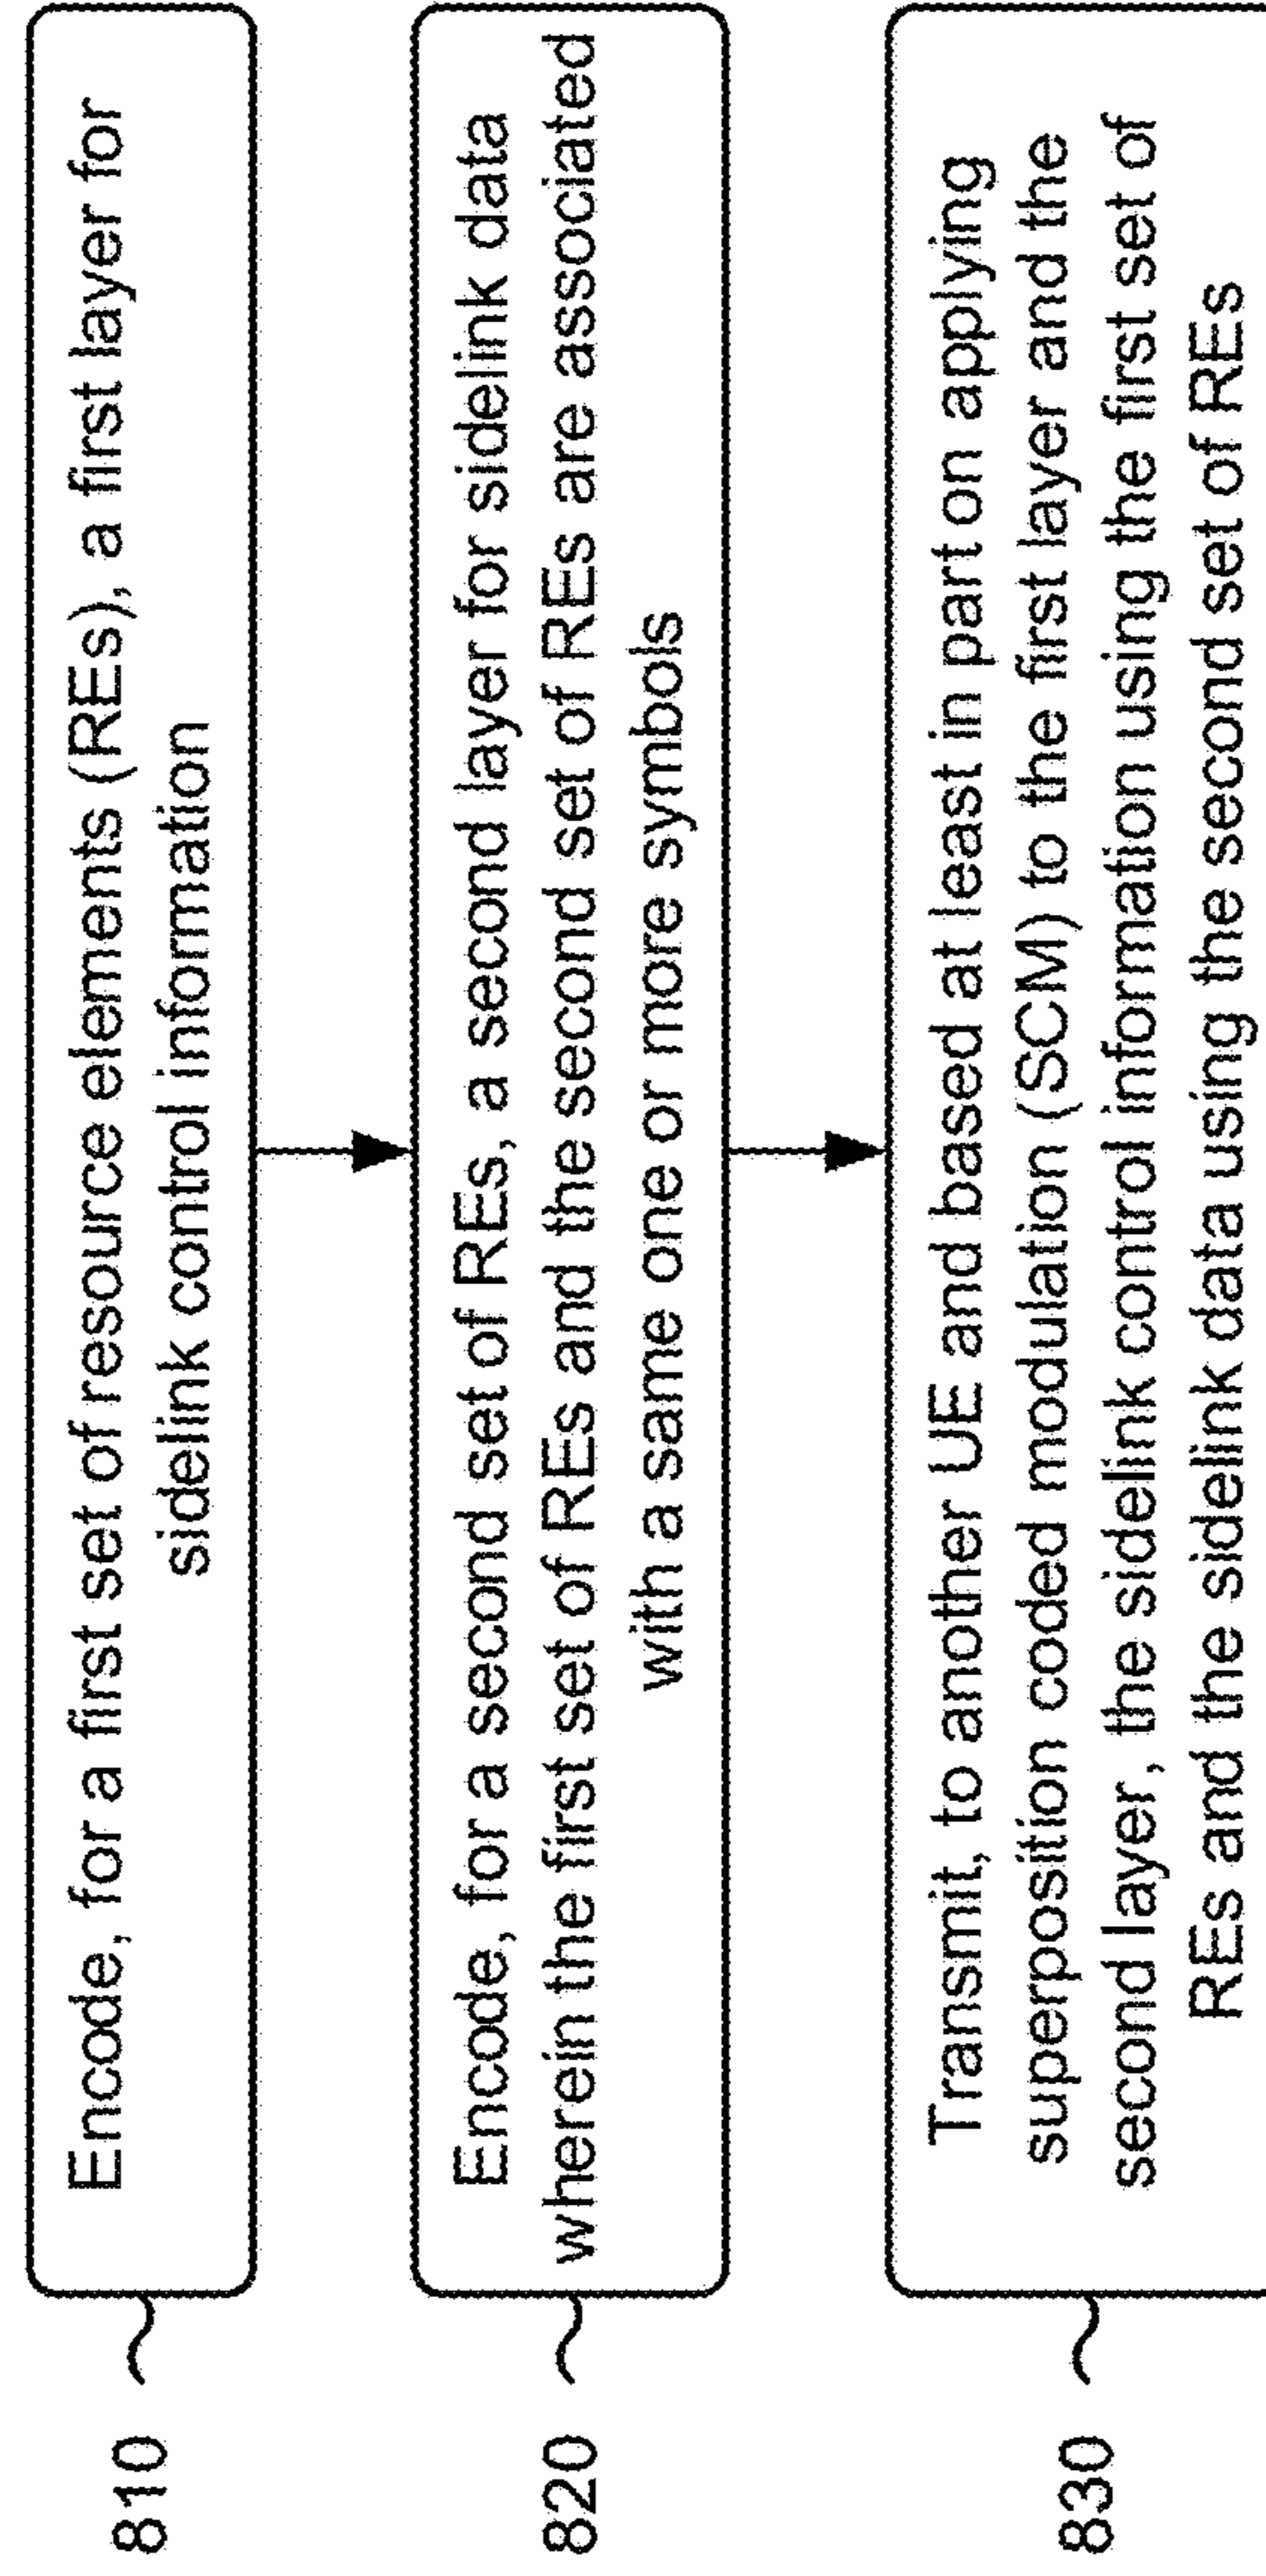 810
Encode, for a first set of resource elements (REs), a first layer for
sidelink control information
820
Encode, for a second set of REs, a second layer for sidelink data
wherein the first set of REs and the second set of REs are associated
with a same one or more symbols
830
Transmit, to another UE and based at least in part on applying
superposition coded modulation (SCM) to the first layer and the
second layer, the sidelink control information using the first set of
REs and the sidelink data using the second set of REs